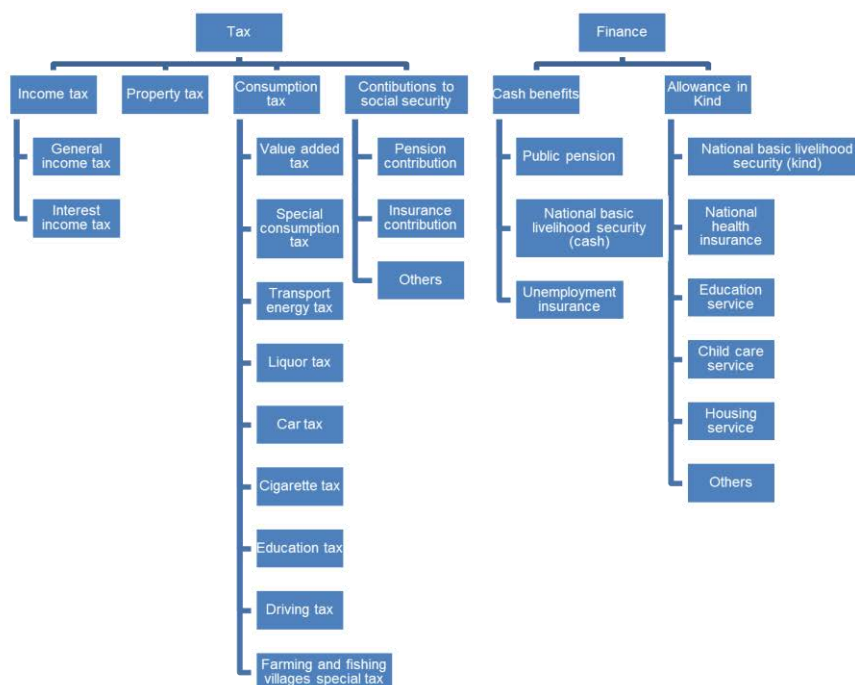 Tax
Finance
Income tax
Property tax
Consumption
tax
Contibutions to
social security
Cash benefits
Allowance in
Kind
General
income tax
Interest
income tax
Value added
tax
Special
consumption
tax
Transport
energy tax
Liquor tax
Car tax
Cigarette tax
Education tax
Driving tax
Farming and fishing
villages special tax
Pension
contribution
Insurance
contribution
Others
Public pension
National basic
livelihood security
(cash)
Unemployment
insurance
National basic livelihood
security (kind)
National
health
insurance
Education
service
Child care
service
Housing
service
Others